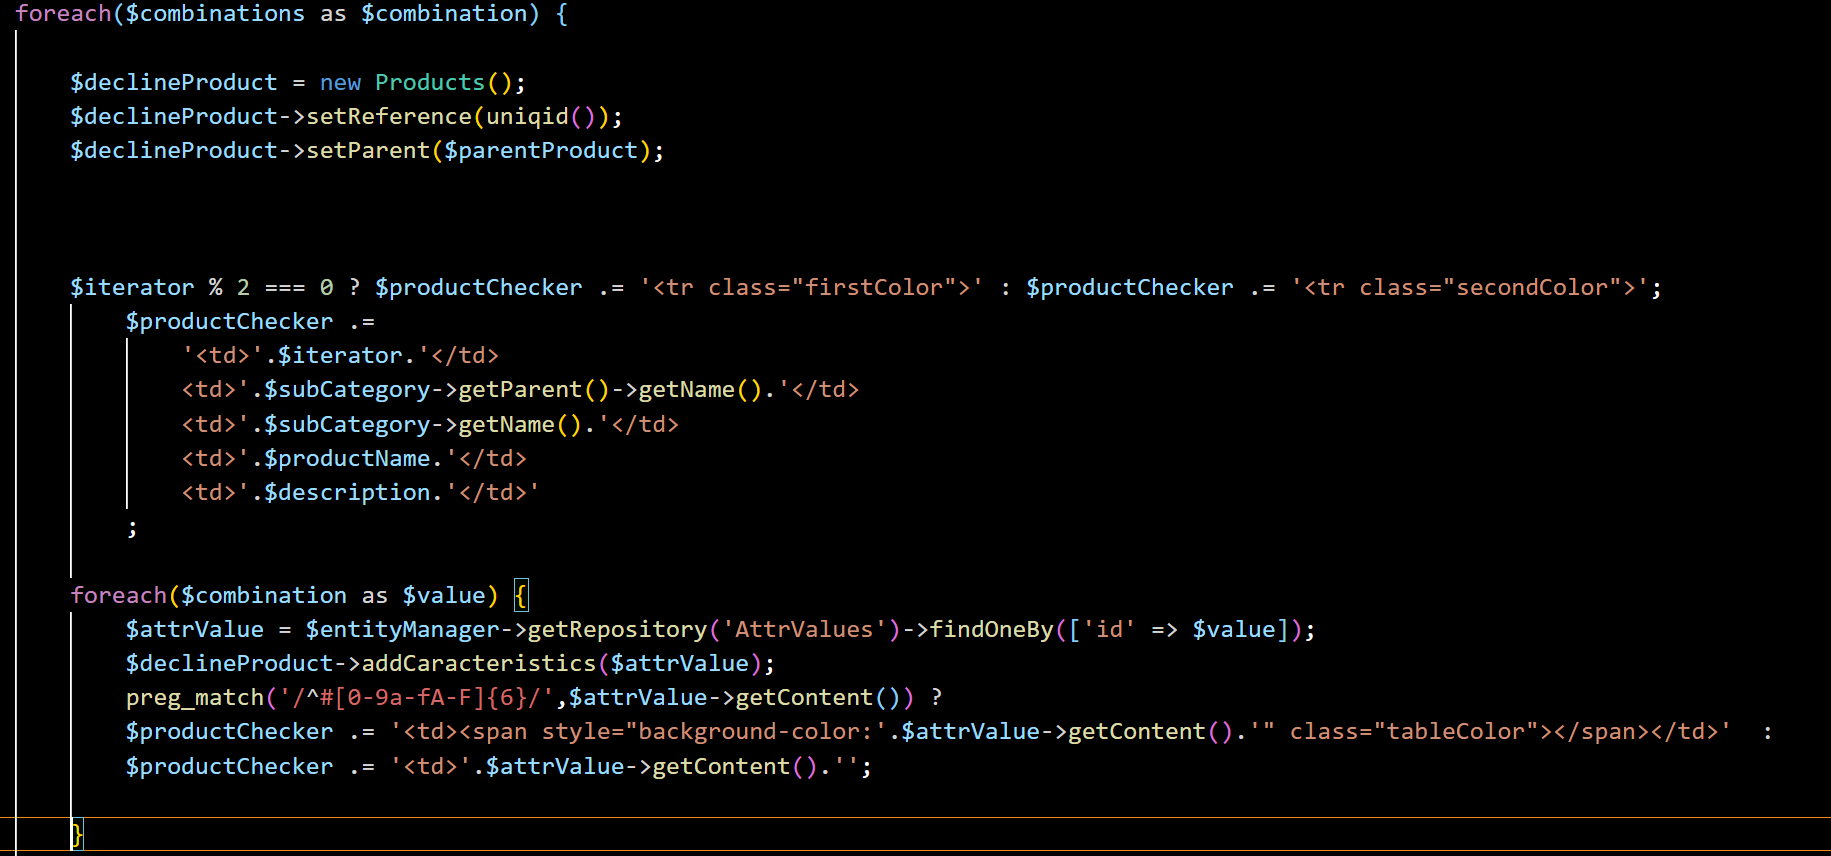 foreach($combinations as $combination) {
$declineProduct = new Products();
$declineProduct->setReference(uniqid());
$declineProduct->setParent($parentProduct);
$iterator % 2 === 0 ? $productChecker .= '<tr class="firstColor">' : $productChecker .= '<tr class="secondColor">';
$productChecker .=
'<td>'.$iterator.'</td>
<td>'.$subCategory->getParent()->getName().'</td>
<td>'.$subCategory->getName().'</td>
<td>'.$productName.'</td>
<td>'.$description.'</td>'
;
foreach($combination as $value) {
$attrValue = $entityManager->getRepository('AttrValues')->findOneBy(['id' => $value]);
$declineProduct->addCaracteristics($attrValue);
preg_match('/^#[0-9a-fA-F]{6}/',$attrValue->getContent()) ?
$productChecker .= '<td><span style="background-color:'.$attrValue->getContent().'" class="tableColor"></span></td>'  :
$productChecker .= '<td>'.$attrValue->getContent().'';
}